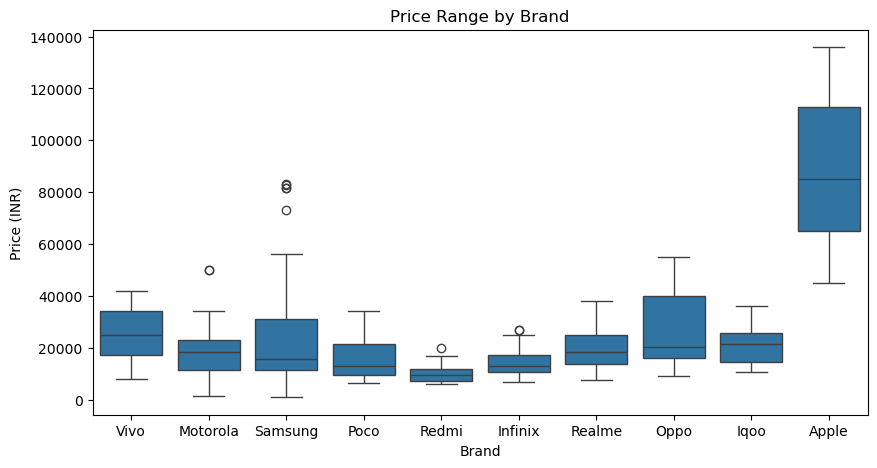 Price Range by Brand
Price (INR)
140000
120000
100000
80000
60000
40000
20000
0
Vivo Motorola Samsung Poco Redmi Infinix Realme Oppo Iqoo Apple
Brand